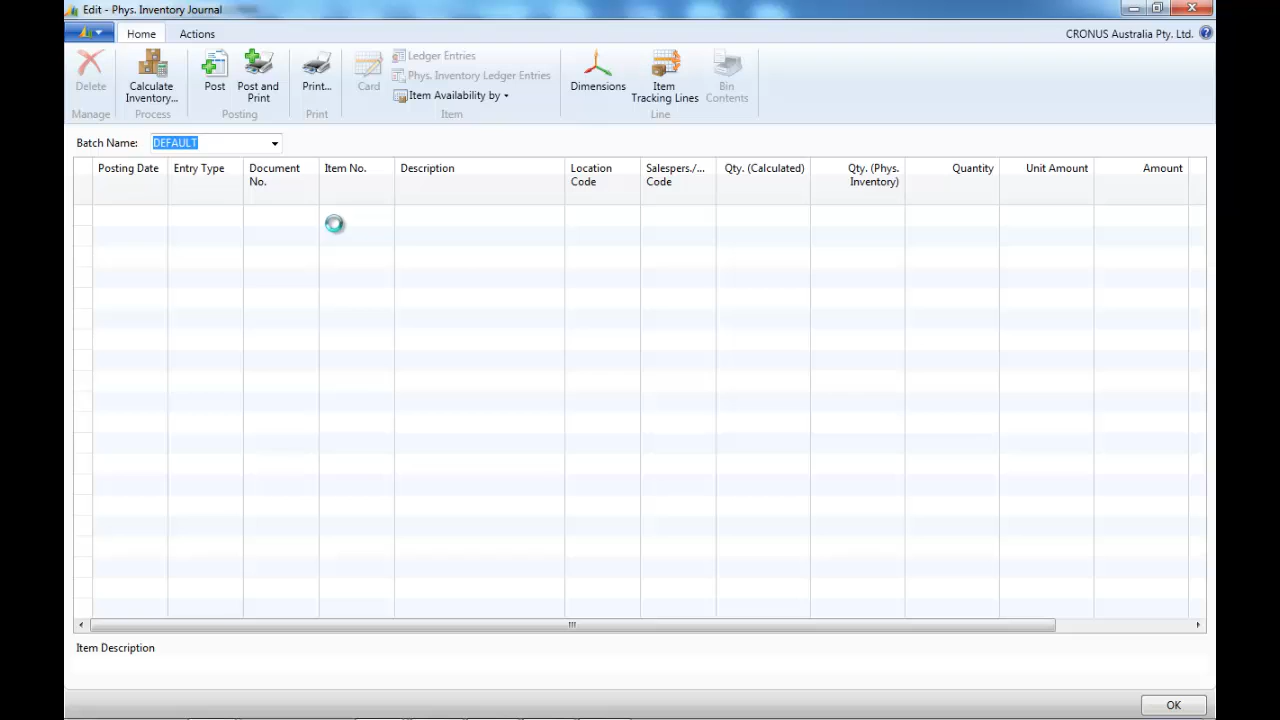 Edit - Phys. Inventory Journal
Home
Actions
CRONUS Australia Pty. Ltd.
Delete
Calculate
Inventory...
Post
Post and
Print
Print...
Card
Ledger Entries
Phys. Inventory Ledger Entries
Item Availability by
Dimensions
Item
Tracking Lines
Bin
Contents
Manage
Process
Posting
Print
Item
Line
Batch Name:
DEFAULT
Posting Date
Entry Type
Document
No.
Item No.
Description
Location
Code
Salespers./...
Code
Qty. (Calculated)
Qty. (Phys.
Inventory)
Quantity
Unit Amount
Amount
Item Description
OK